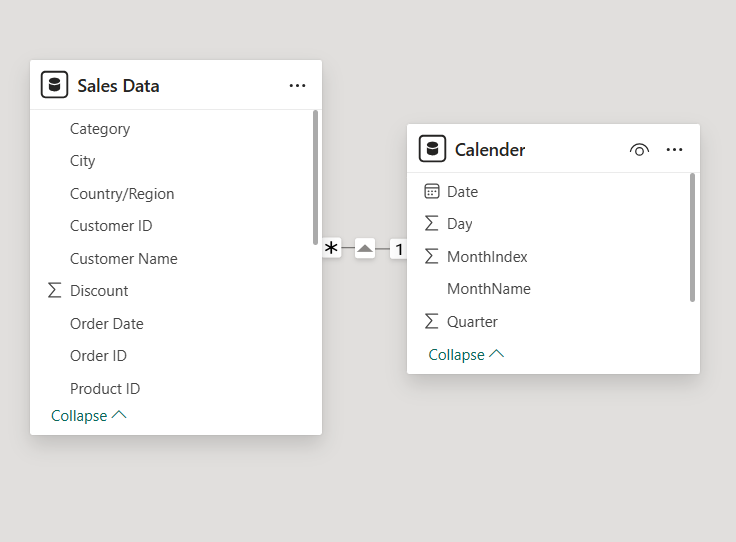 Sales Data
Category
City
Country/Region
Customer ID
Customer Name
Discount
Order Date
Order ID
Product ID
Collapse
* 1
Calender
Date
Day
MonthIndex
MonthName
Quarter
Collapse